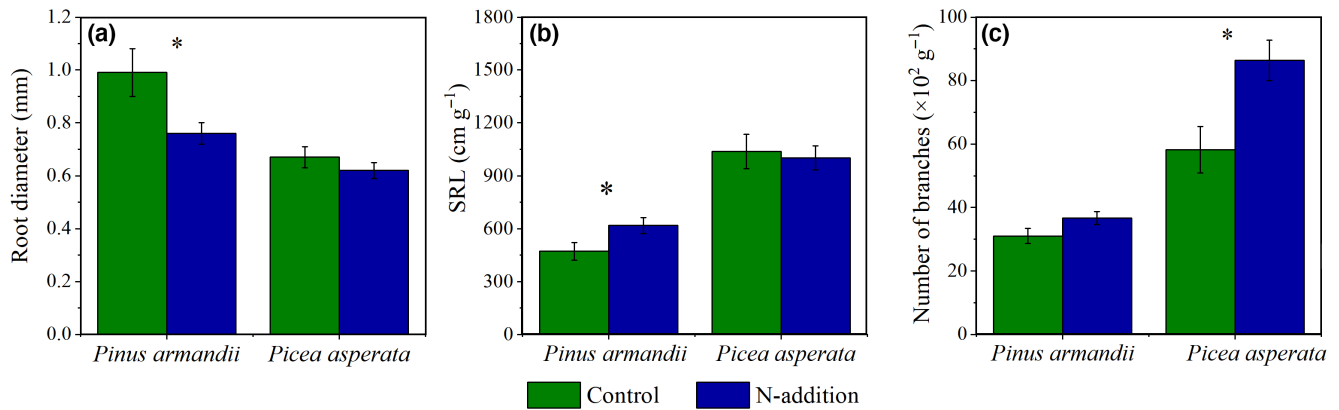 (a)
*
Root diameter (mm)
1.2
1.0
0.8
0.6
0.4
0.2
0.0
Pinus armandii Picea asperata
(b)
*
SRL (cm g⁻¹)
1800
1500
1200
900
600
300
0
Pinus armandii Picea asperata
(c)
*
Number of branches (×10² g⁻¹)
100
80
60
40
20
0
Pinus armandii Picea asperata
Control N-addition